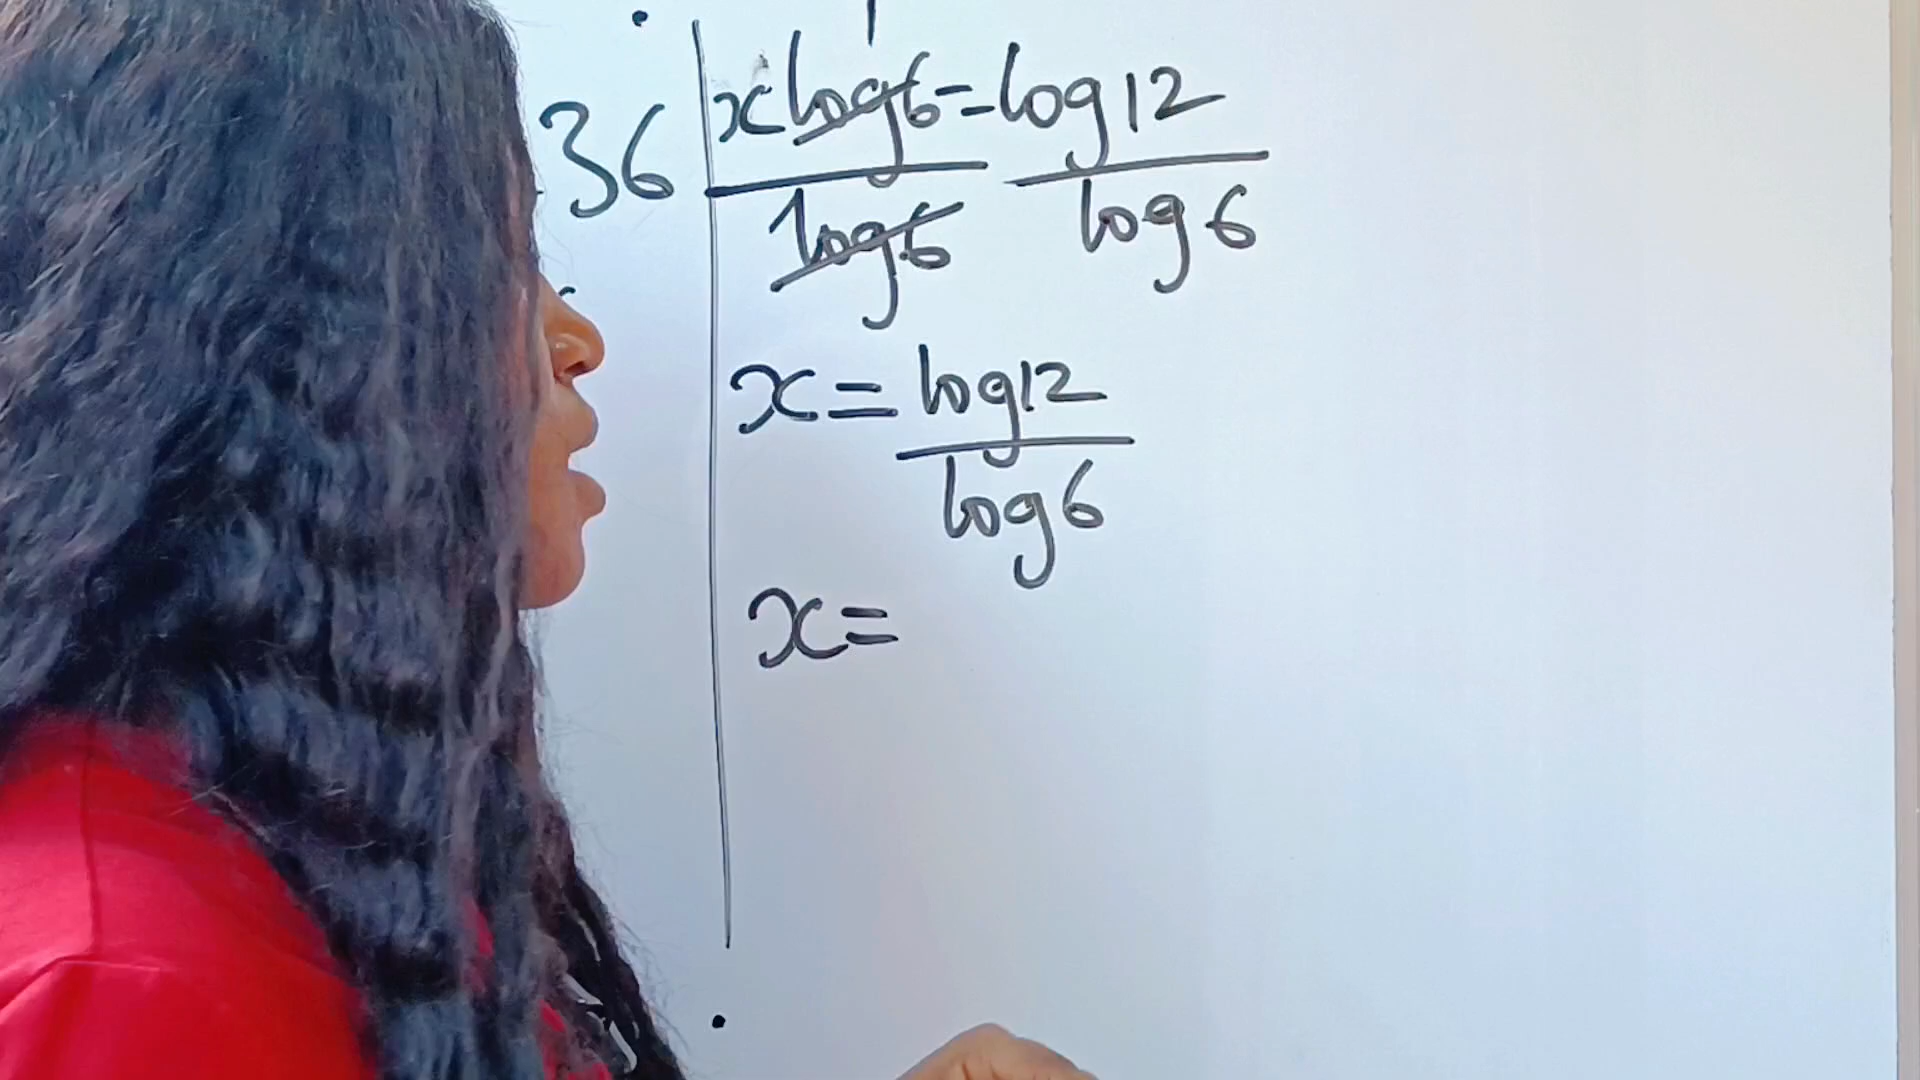 36
x log6 = log12
log6 log6
x = log12
log6
x =